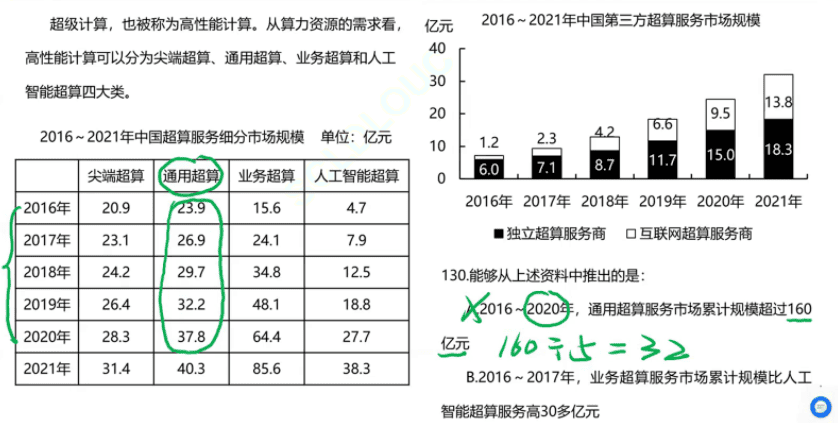 超级计算，也被称为高性能计算。从算力资源的需求看，
高性能计算可以分为尖端超算、通用超算、业务超算和人工
智能超算四大类。
2016～2021年中国超算服务细分市场规模 单位：亿元
尖端超算 通用超算 业务超算 人工智能超算
2016年 20.9 23.9 15.6 4.7
2017年 23.1 26.9 24.1 7.9
2018年 24.2 29.7 34.8 12.5
2019年 26.4 32.2 48.1 18.8
2020年 28.3 37.8 64.4 27.7
2021年 31.4 40.3 85.6 38.3
2016～2021年中国第三方超算服务市场规模
亿元
40
30
20
10
0
1.2 2.3 4.2 6.6 9.5 13.8
6.0 7.1 8.7 11.7 15.0 18.3
2016年 2017年 2018年 2019年 2020年 2021年
■独立超算服务商 □互联网超算服务商
130.能够从上述资料中推出的是：
2016～2020年，通用超算服务市场累计规模超过160
亿元
160÷5=32
B.2016～2017年，业务超算服务市场累计规模比人工
智能超算服务高30多亿元